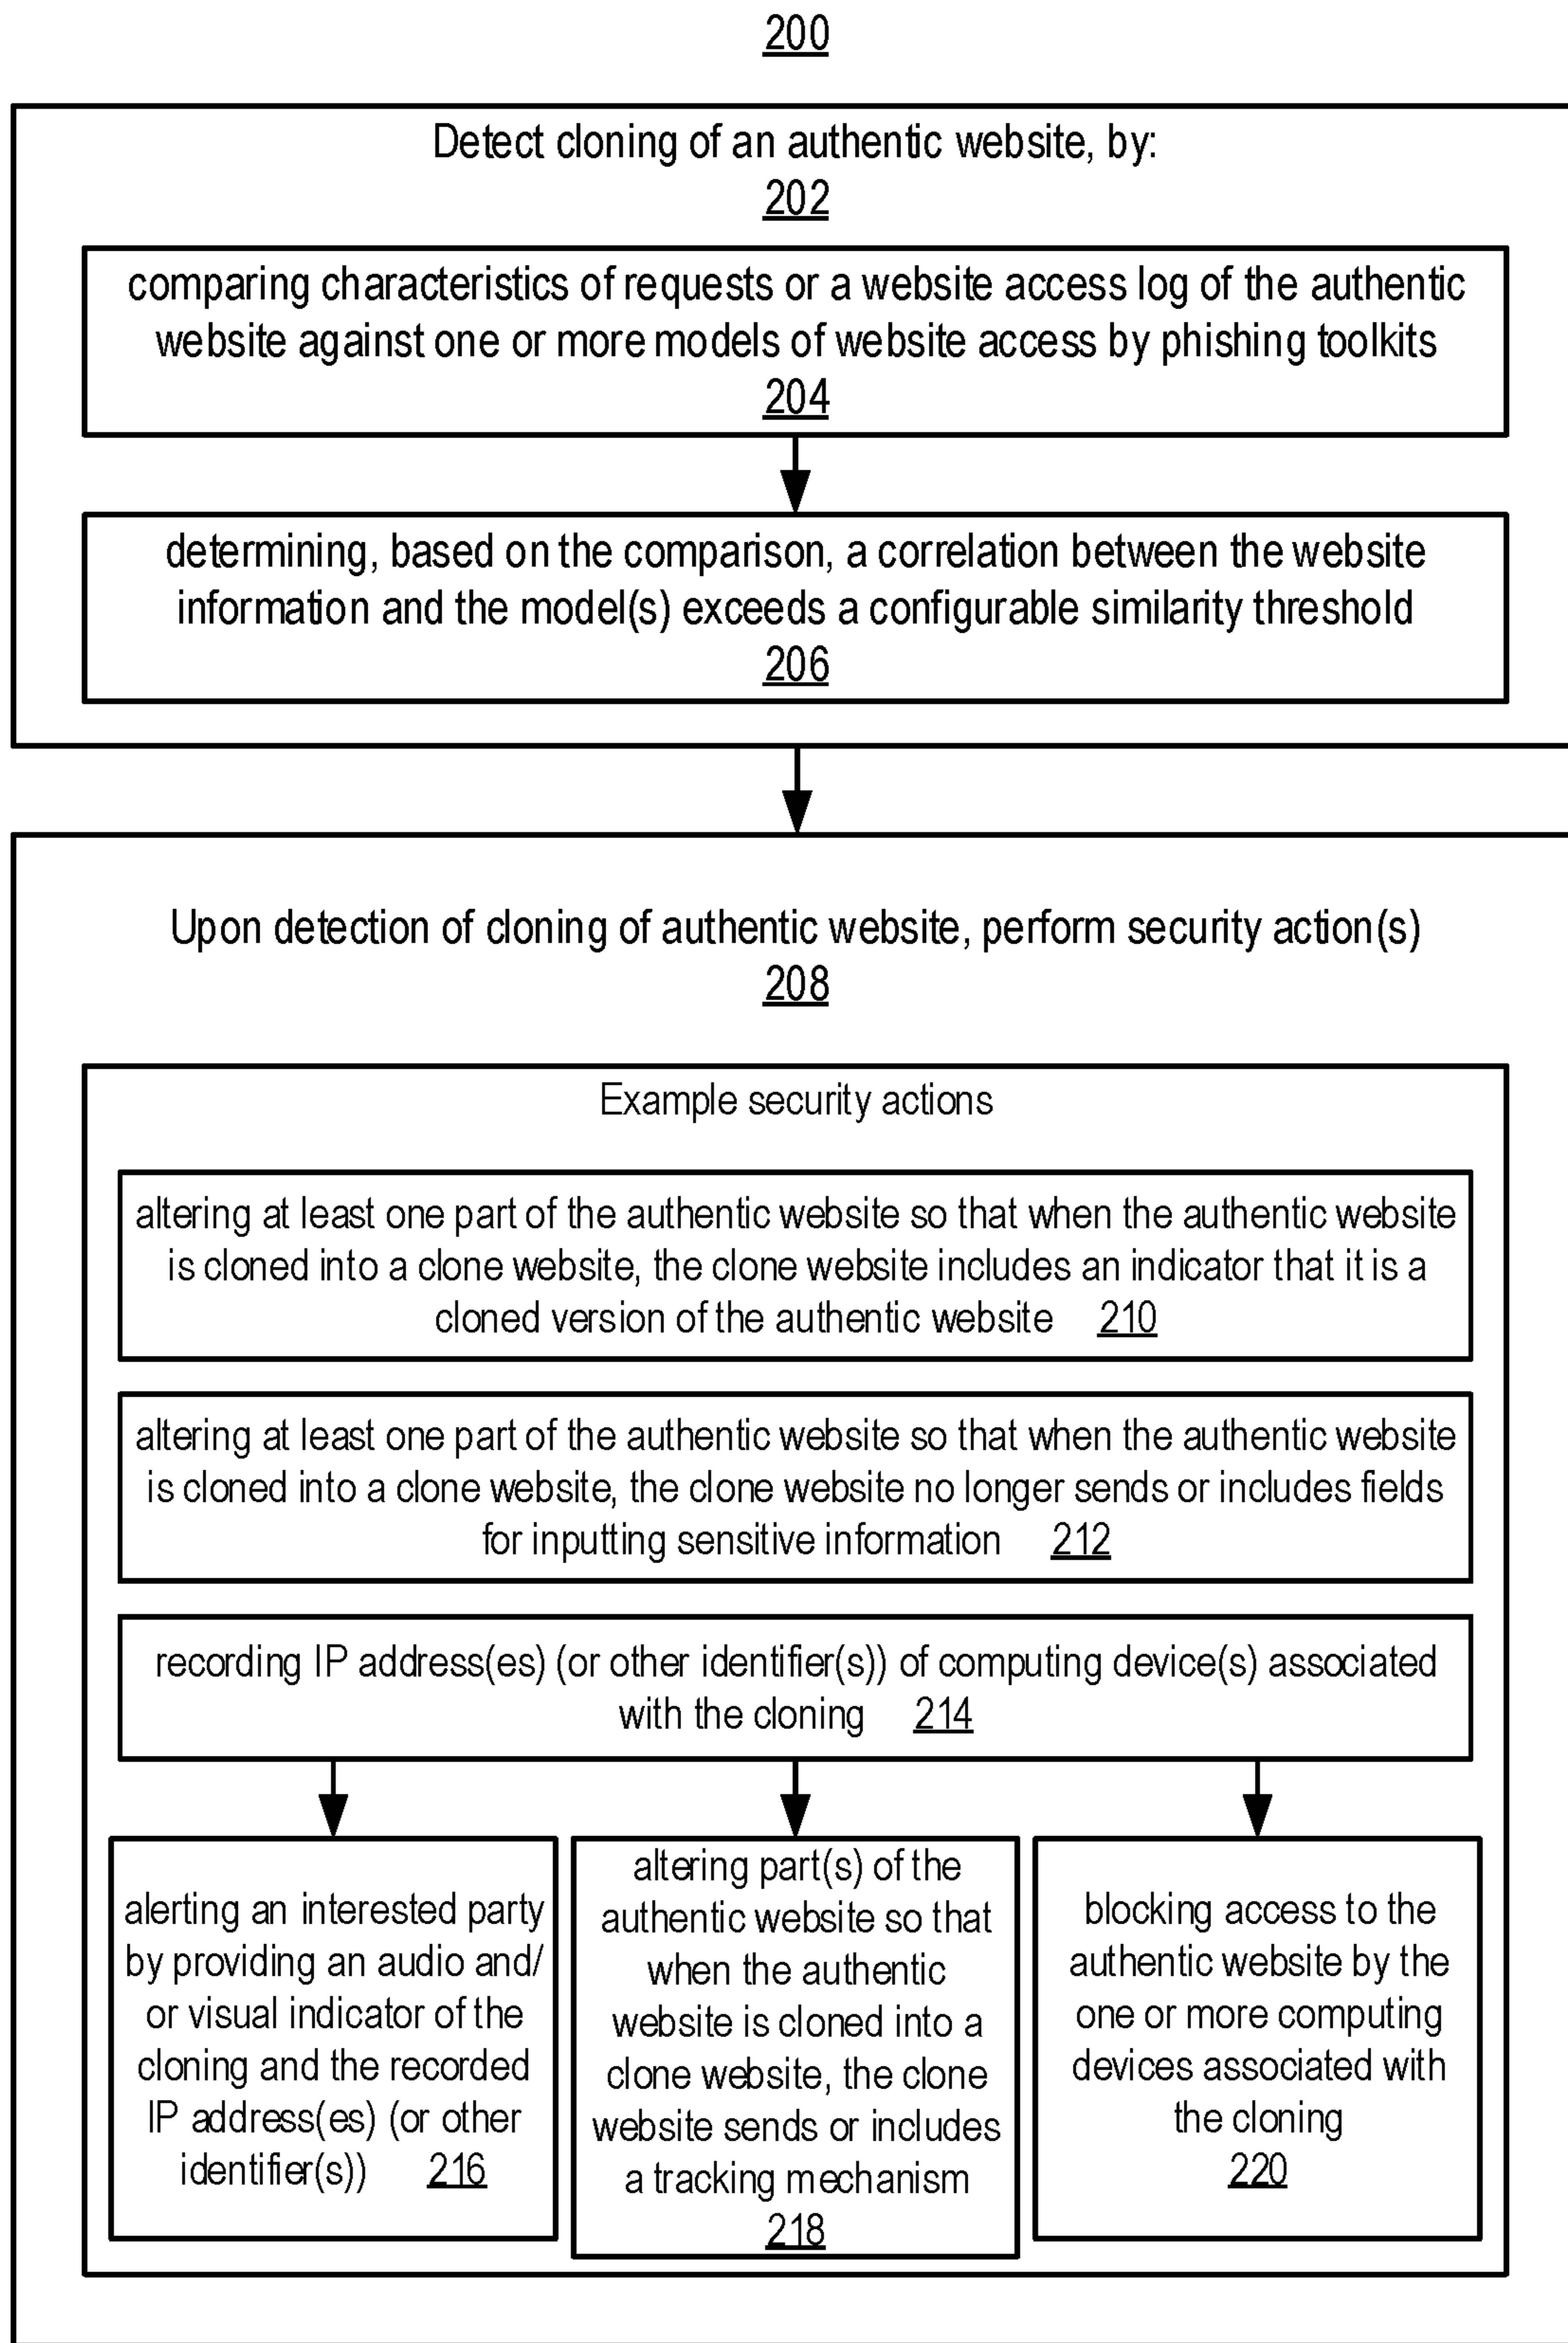 200
Detect cloning of an authentic website, by:
202
comparing characteristics of requests or a website access log of the authentic
website against one or more models of website access by phishing toolkits
204
determining, based on the comparison, a correlation between the website
information and the model(s) exceeds a configurable similarity threshold
206
Upon detection of cloning of authentic website, perform security action(s)
208
Example security actions
altering at least one part of the authentic website so that when the authentic website
is cloned into a clone website, the clone website includes an indicator that it is a
cloned version of the authentic website 210
altering at least one part of the authentic website so that when the authentic website
is cloned into a clone website, the clone website no longer sends or includes fields
for inputting sensitive information 212
recording IP address(es) (or other identifier(s)) of computing device(s) associated
with the cloning 214
alerting an interested party
by providing an audio and/
or visual indicator of the
cloning and the recorded
IP address(es) (or other
identifier(s)) 216
altering part(s) of the
authentic website so that
when the authentic
website is cloned into a
clone website, the clone
website sends or includes
a tracking mechanism
218
blocking access to the
authentic website by the
one or more computing
devices associated with
the cloning
220